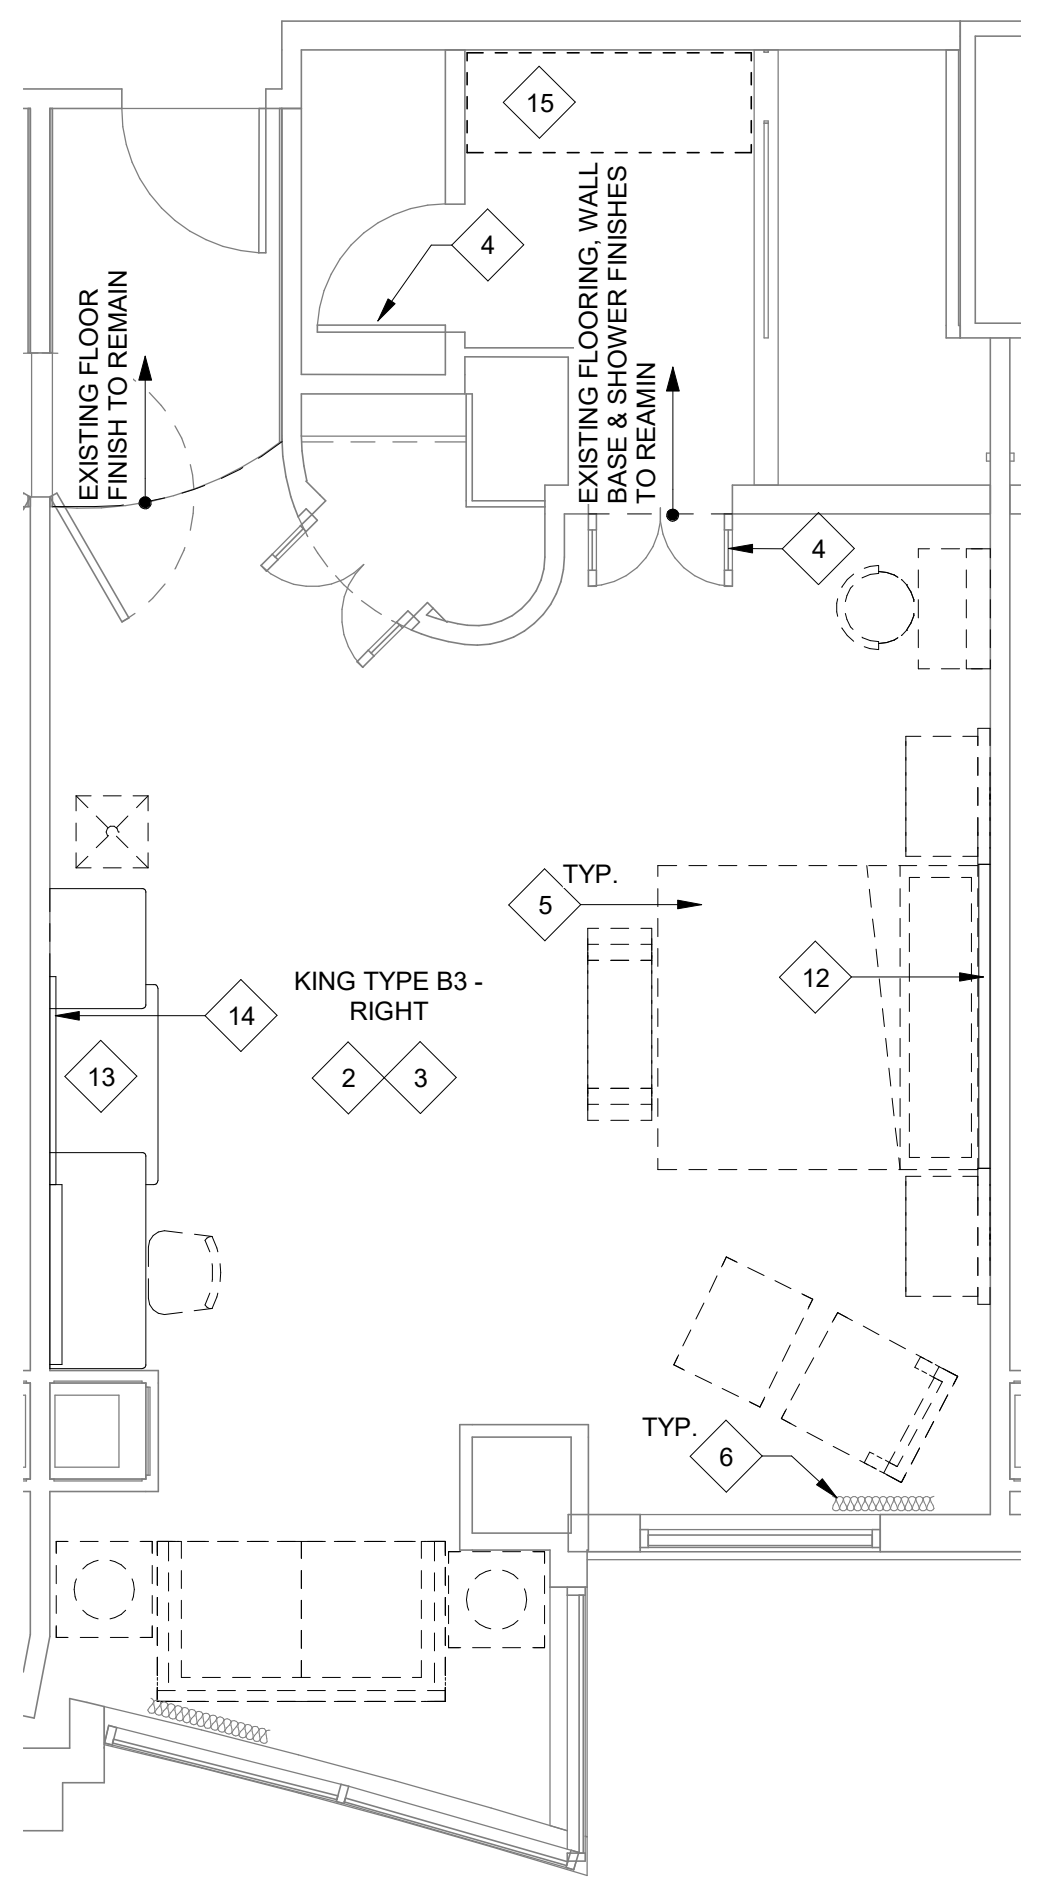 15
4
EXISTING FLOOR
FINISH TO REMAIN
EXISTING FLOORING, WALL
BASE & SHOWER FINISHES
TO REAMIN
4
TYP.
5
12
KING TYPE B3 -
RIGHT
14
13
2
3
TYP.
6